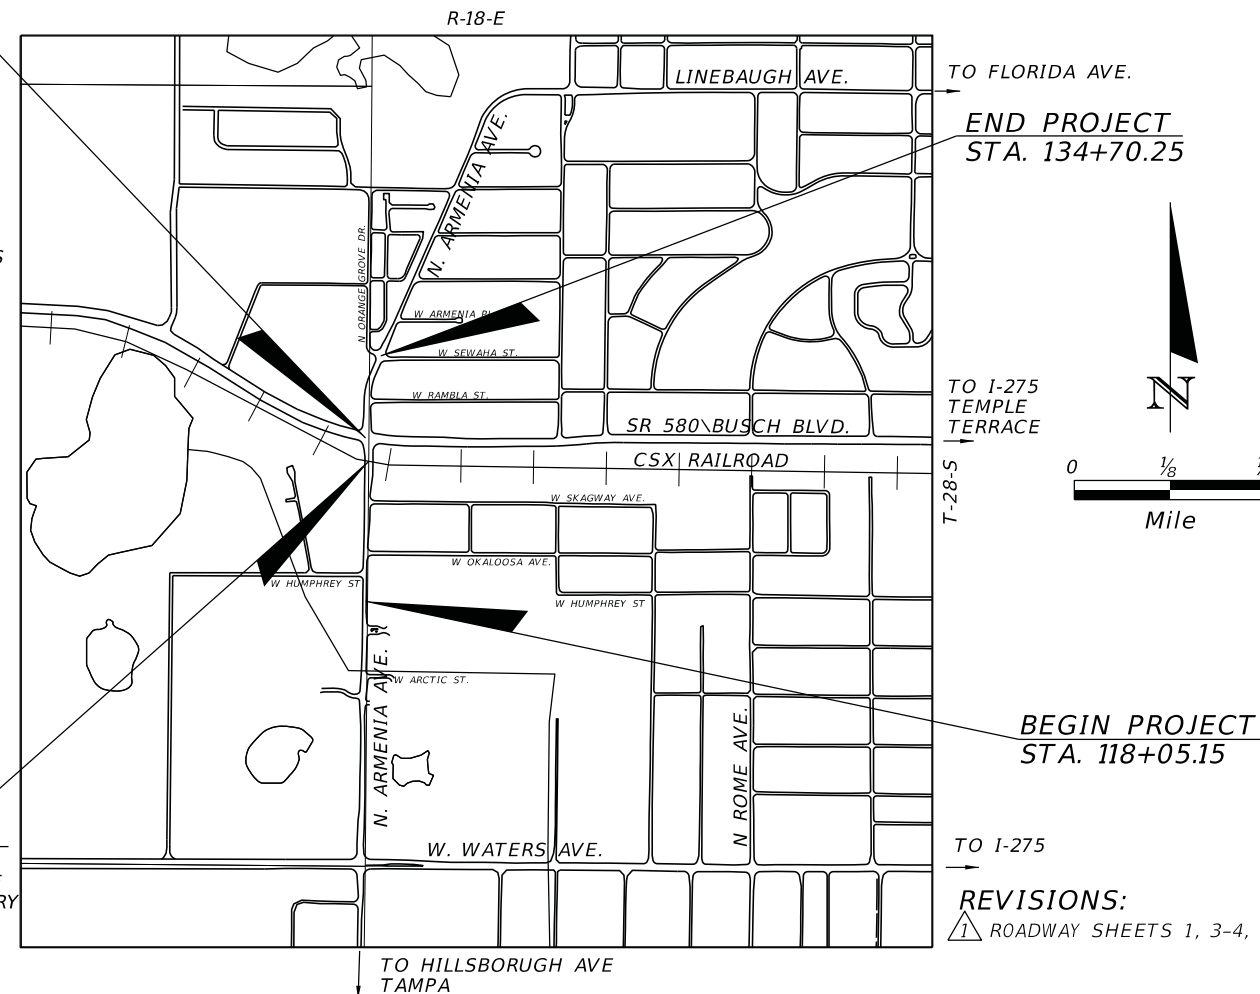 R-18-E
LINEBAUGH AVE.
TO FLORIDA AVE.
END PROJECT
STA. 134+70.25
N. ARMENIA AVE.
N ORANGE GROVE DR.
W SEWAHA ST.
W RAMBLA ST.
TO I-275
TEMPLE
TERRACE
SR 580\BUSCH BLVD.
CSX RAILROAD
N
0 1/8
Mile
T-28-S
W SKAGWAY AVE.
W OKALOOSA AVE.
W HUMPHREY ST
W HUMPHREY ST
W ARCTIC ST.
N. ARMENIA AVE.
N ROME AVE.
BEGIN PROJECT
STA. 118+05.15
W. WATERS AVE.
TO I-275
REVISIONS:
1 ROADWAY SHEETS 1, 3-4,
TO HILLSBORUGH AVE
TAMPA
W ARMENIA
RY
S